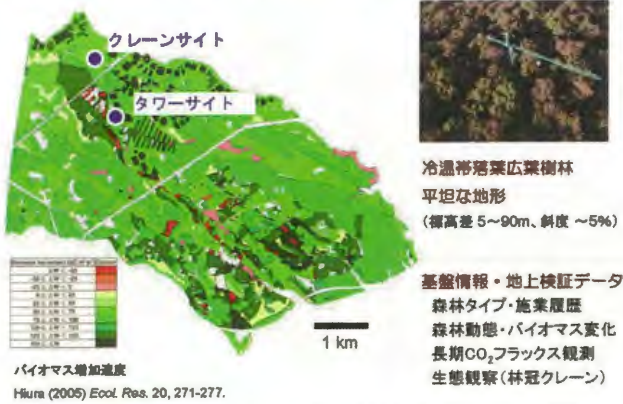 クレーンサイト
タワーサイト
冷温帯落葉広葉樹林
平坦な地形
(標高差 5~90m、斜度 ~5%)
基盤情報・地上検証データ
森林タイプ・施業履歴
森林動態・バイオマス変化
長期CO₂フラックス観測
生態観察(林冠クレーン)
1 km
バイオマス増加速度
Hiura (2005) Ecol. Res. 20, 271-277.